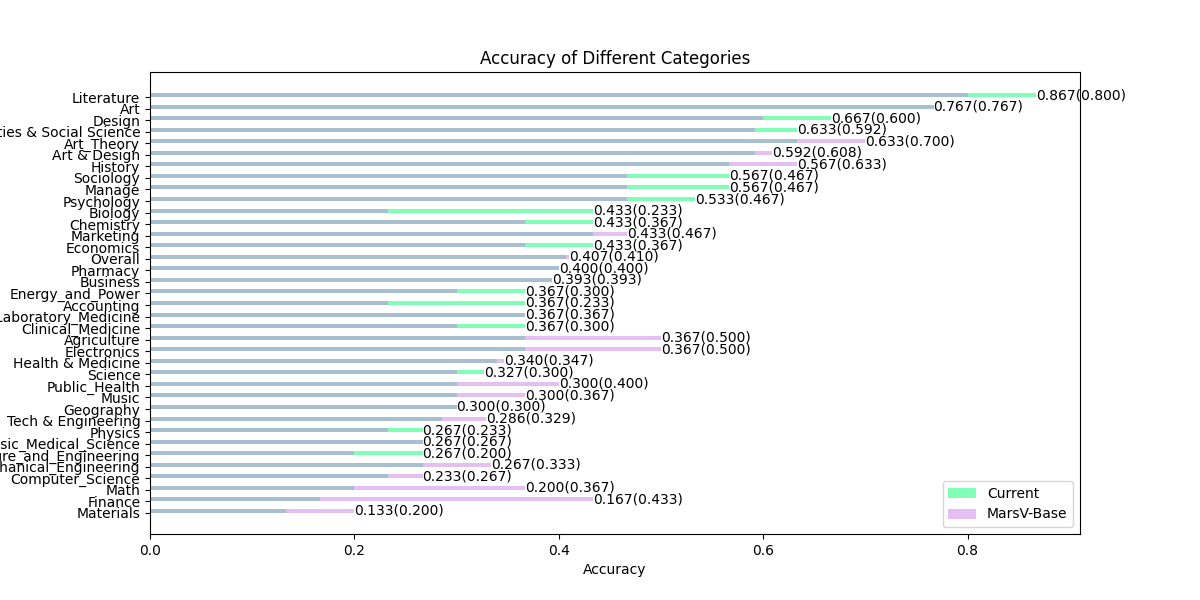 Accuracy of Different Categories
Literature 0.867(0.800)
Art 0.767(0.767)
Design 0.667(0.600)
ties & Social Science 0.633(0.592)
Art_Theory 0.633(0.700)
Art & Design 0.592(0.608)
History 0.567(0.633)
Sociology 0.567(0.467)
Manage 0.567(0.467)
Psychology 0.533(0.467)
Biology 0.433(0.233)
Chemistry 0.433(0.367)
Marketing 0.433(0.467)
Economics 0.433(0.367)
Overall 0.407(0.410)
Pharmacy 0.400(0.400)
Business 0.393(0.393)
Energy_and_Power 0.367(0.300)
Accounting 0.367(0.233)
Laboratory_Medicine 0.367(0.367)
Clinical_Medicine 0.367(0.300)
Agriculture 0.367(0.500)
Electronics 0.367(0.500)
Health & Medicine 0.340(0.347)
Science 0.327(0.300)
Public_Health 0.300(0.400)
Music 0.300(0.367)
Geography 0.300(0.300)
Tech & Engineering 0.286(0.329)
Physics 0.267(0.233)
sic_Medical_Science 0.267(0.267)
ure_and_Engineering 0.267(0.200)
hanical_Engineering 0.267(0.333)
Computer_Science 0.233(0.267)
Math 0.200(0.367)
Finance 0.167(0.433)
Materials 0.133(0.200)
Current
MarsV-Base
0.0 0.2 0.4 0.6 0.8
Accuracy